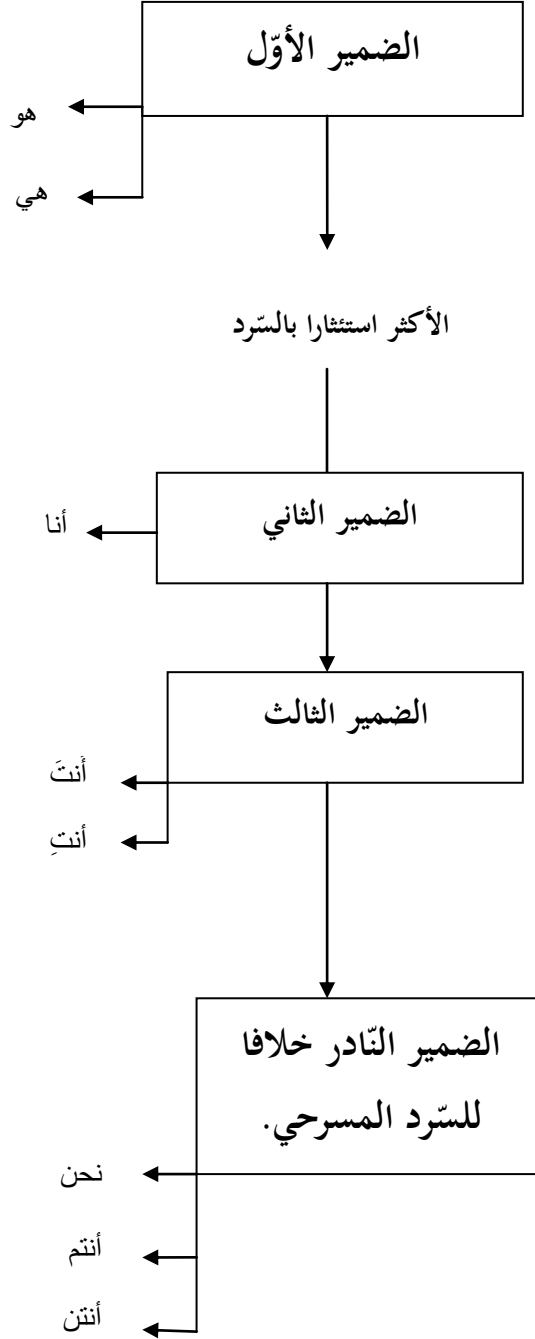 الضمير الأوّل
هو
هي
الأكثر استئثارا بالسّرد
الضمير الثاني
أنا
الضمير الثالث
أنتَ
أنتِ
الضمير النّادر خلافا
للسّرد المسرحي.
نحن
أنتم
أنتن